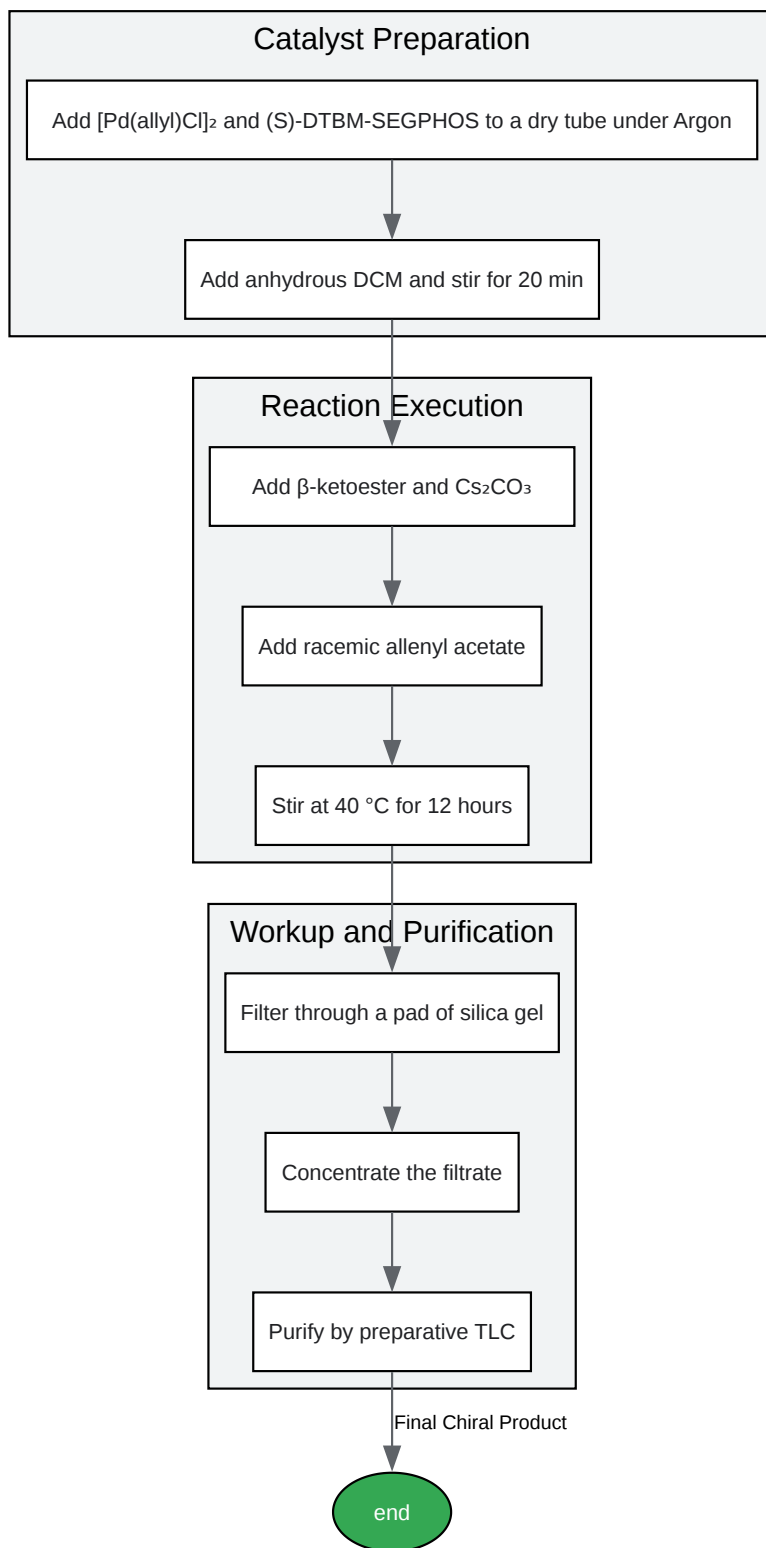 Catalyst Preparation
Add [Pd(allyl)Cl]₂ and (S)-DTBM-SEGPHOS to a dry tube under Argon
Add anhydrous DCM and stir for 20 min
Reaction Execution
Add β-ketoester and Cs₂CO₃
Add racemic allenyl acetate
Stir at 40 °C for 12 hours
Workup and Purification
Filter through a pad of silica gel
Concentrate the filtrate
Purify by preparative TLC
Final Chiral Product
end